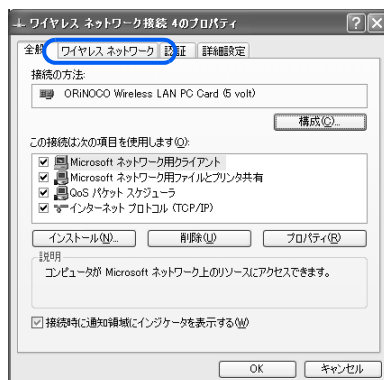 ワイヤレス ネットワーク接続 4のプロパティ
全般 ワイヤレス ネットワーク 認証 詳細設定
接続の方法:
ORiNOCO Wireless LAN PC Card (5 volt)
構成(C)...
この接続は次の項目を使用します(O):
Microsoft ネットワーク用クライアント
Microsoft ネットワーク用ファイルとプリンタ共有
QoS パケット スケジューラ
インターネット プロトコル (TCP/IP)
インストール(N)... 削除(U) プロパティ(R)
説明
コンピュータが Microsoft ネットワーク上のリソースにアクセスできます。
接続時に通知領域にインジケータを表示する(W)
OK キャンセル